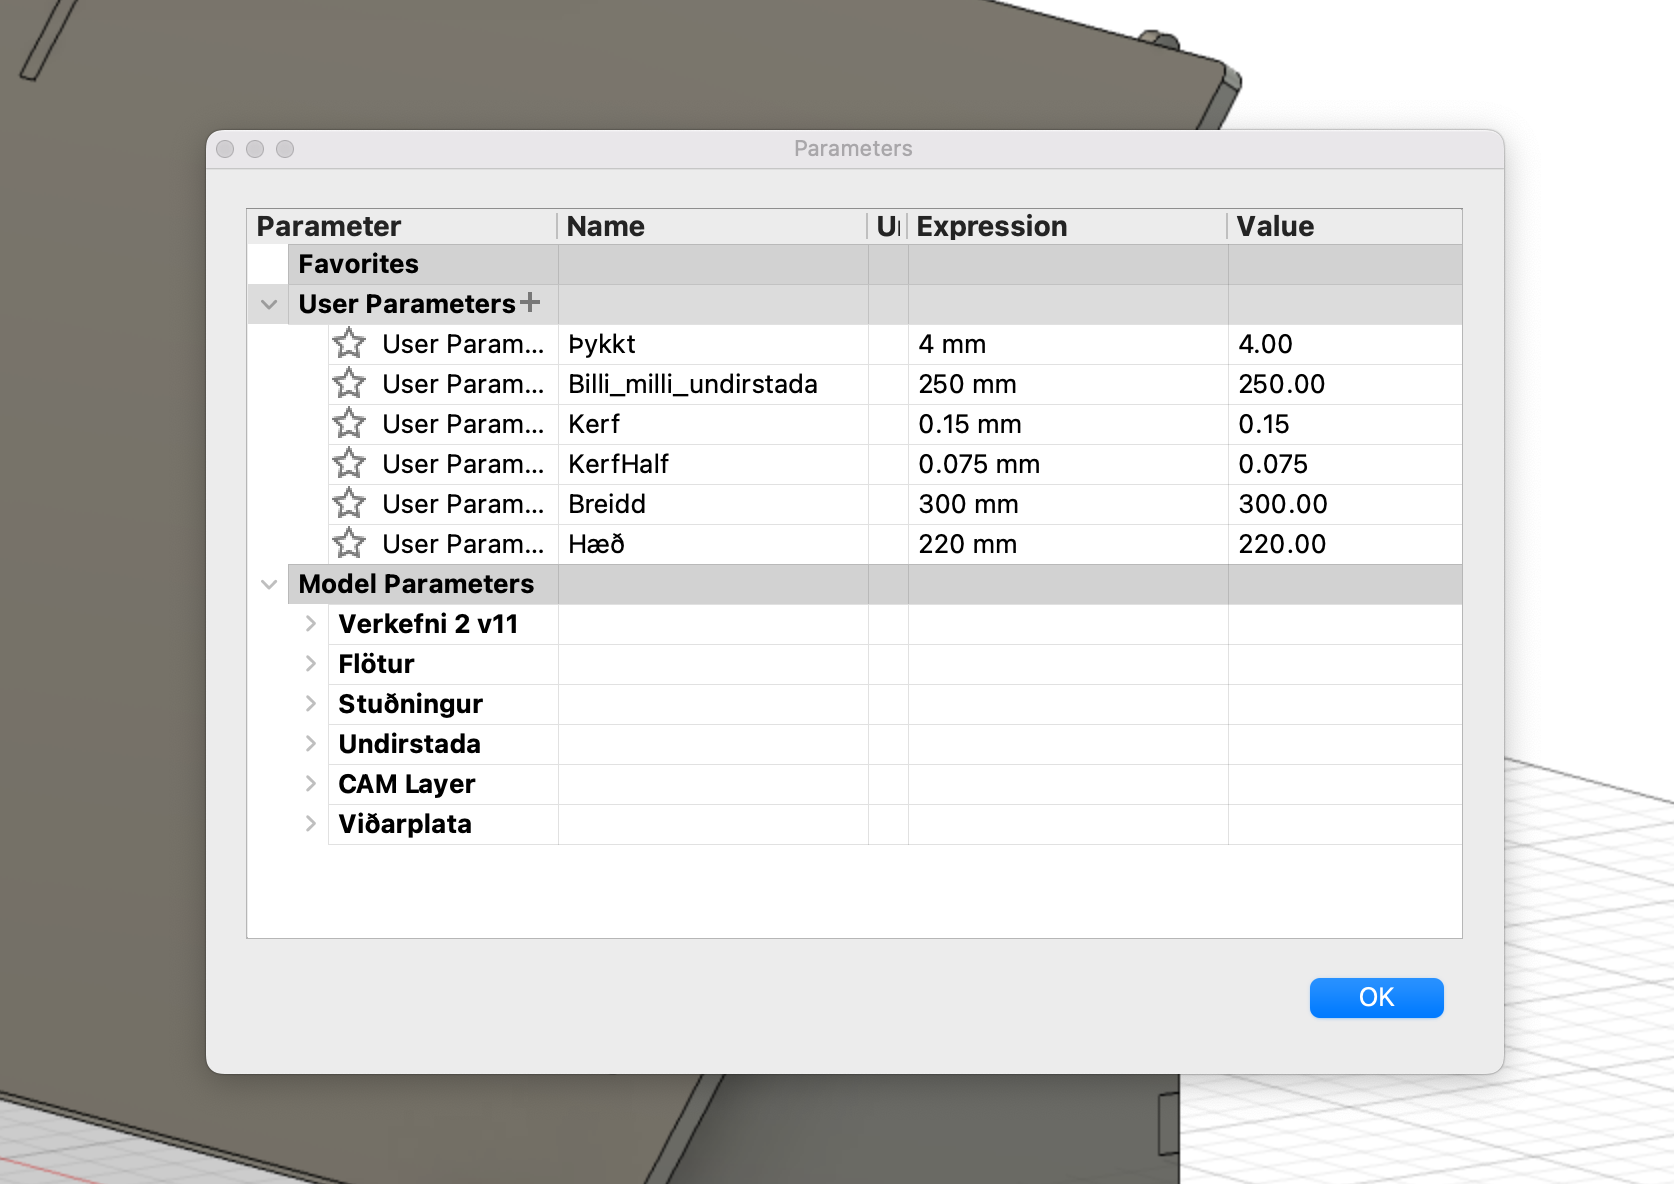 Parameters
Parameter Name Expression Value
Favorites
User Parameters +
User Param... Þykkt 4 mm 4.00
User Param... Billi_milli_undirstada 250 mm 250.00
User Param... Kerf 0.15 mm 0.15
User Param... KerfHalf 0.075 mm 0.075
User Param... Breidd 300 mm 300.00
User Param... Hæð 220 mm 220.00
Model Parameters
Verkefni 2 v11
Flötur
Stuðningur
Undirstada
CAM Layer
Viðarplata
OK